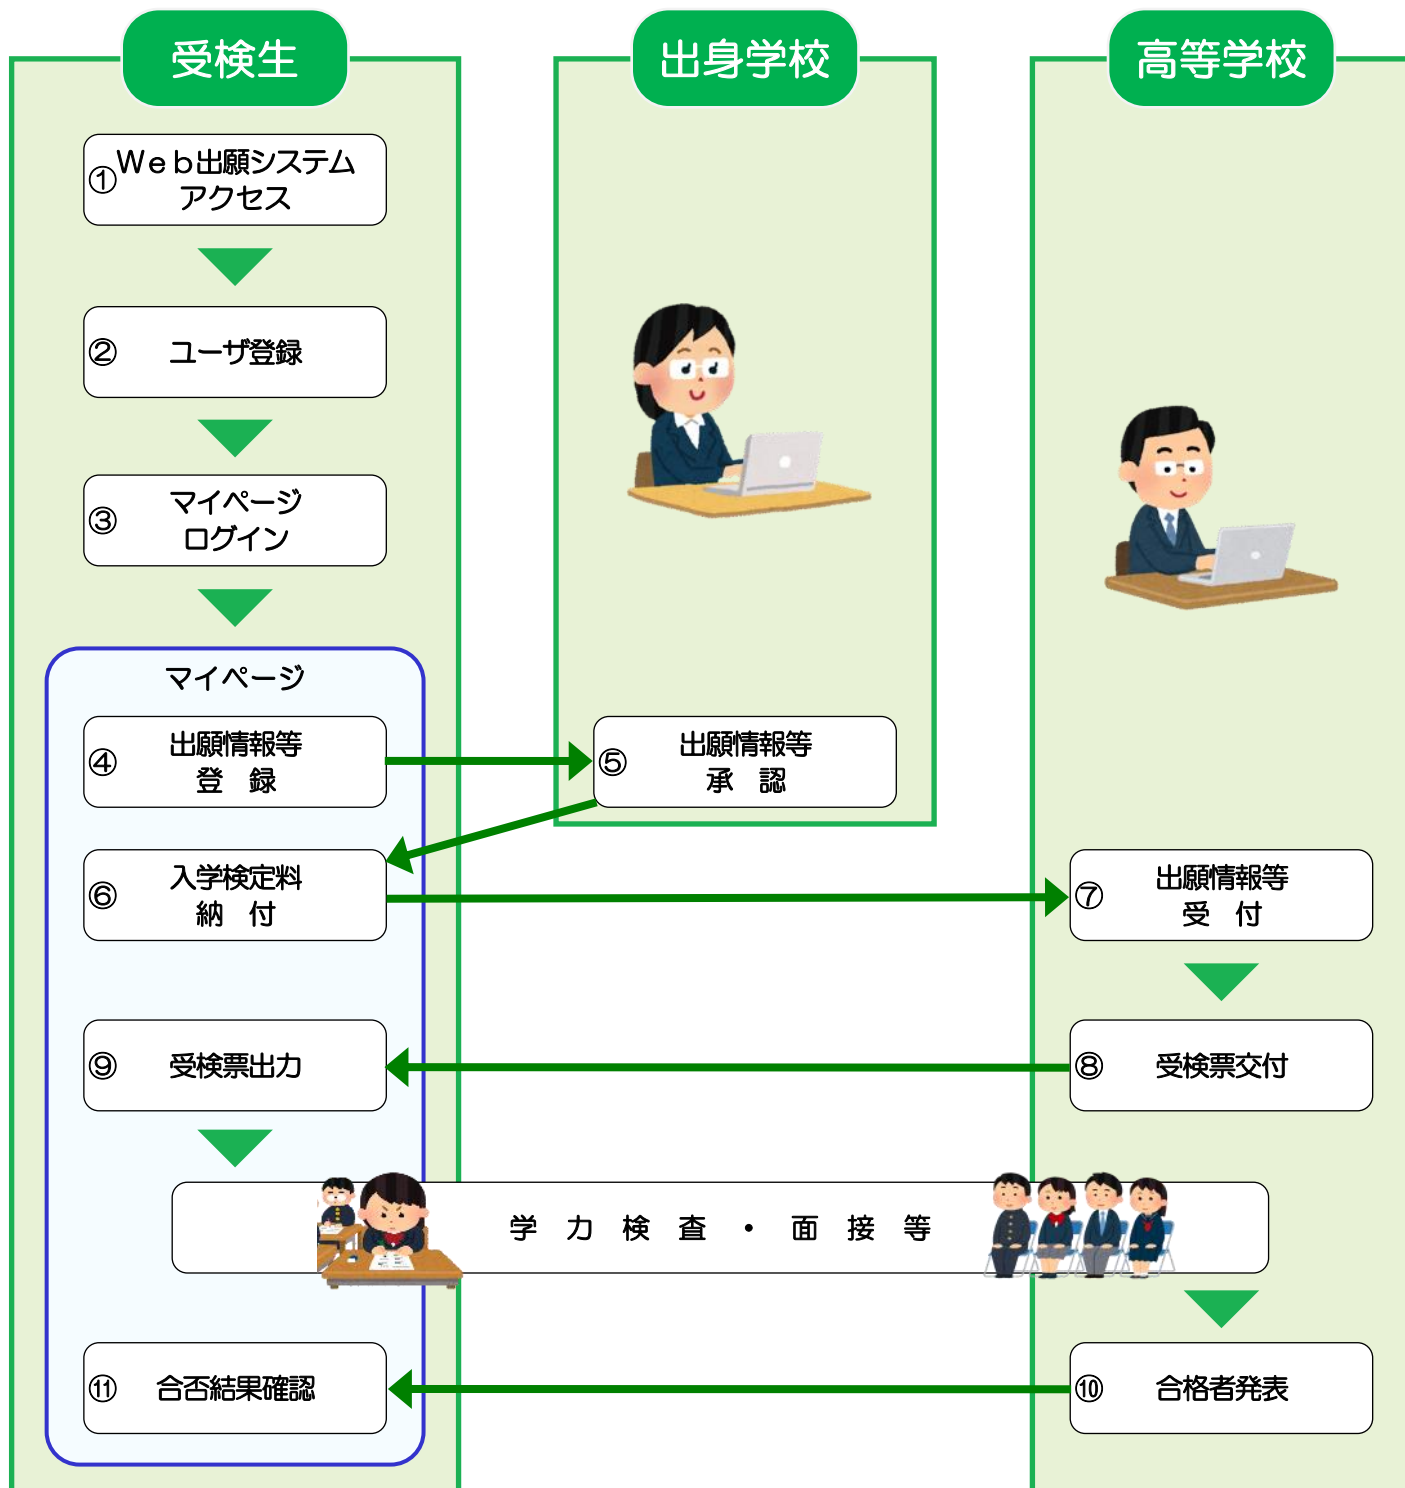 受検生
出身学校
高等学校
①Ｗｅｂ出願システム
アクセス
② ユーザ登録
③ マイページ
ログイン
マイページ
④ 出願情報等
登　録
⑤ 出願情報等
承　認
⑥ 入学検定料
納　付
⑦ 出願情報等
受　付
⑨ 受検票出力
⑧ 受検票交付
学力検査・面接等
⑪ 合否結果確認
⑩ 合格者発表